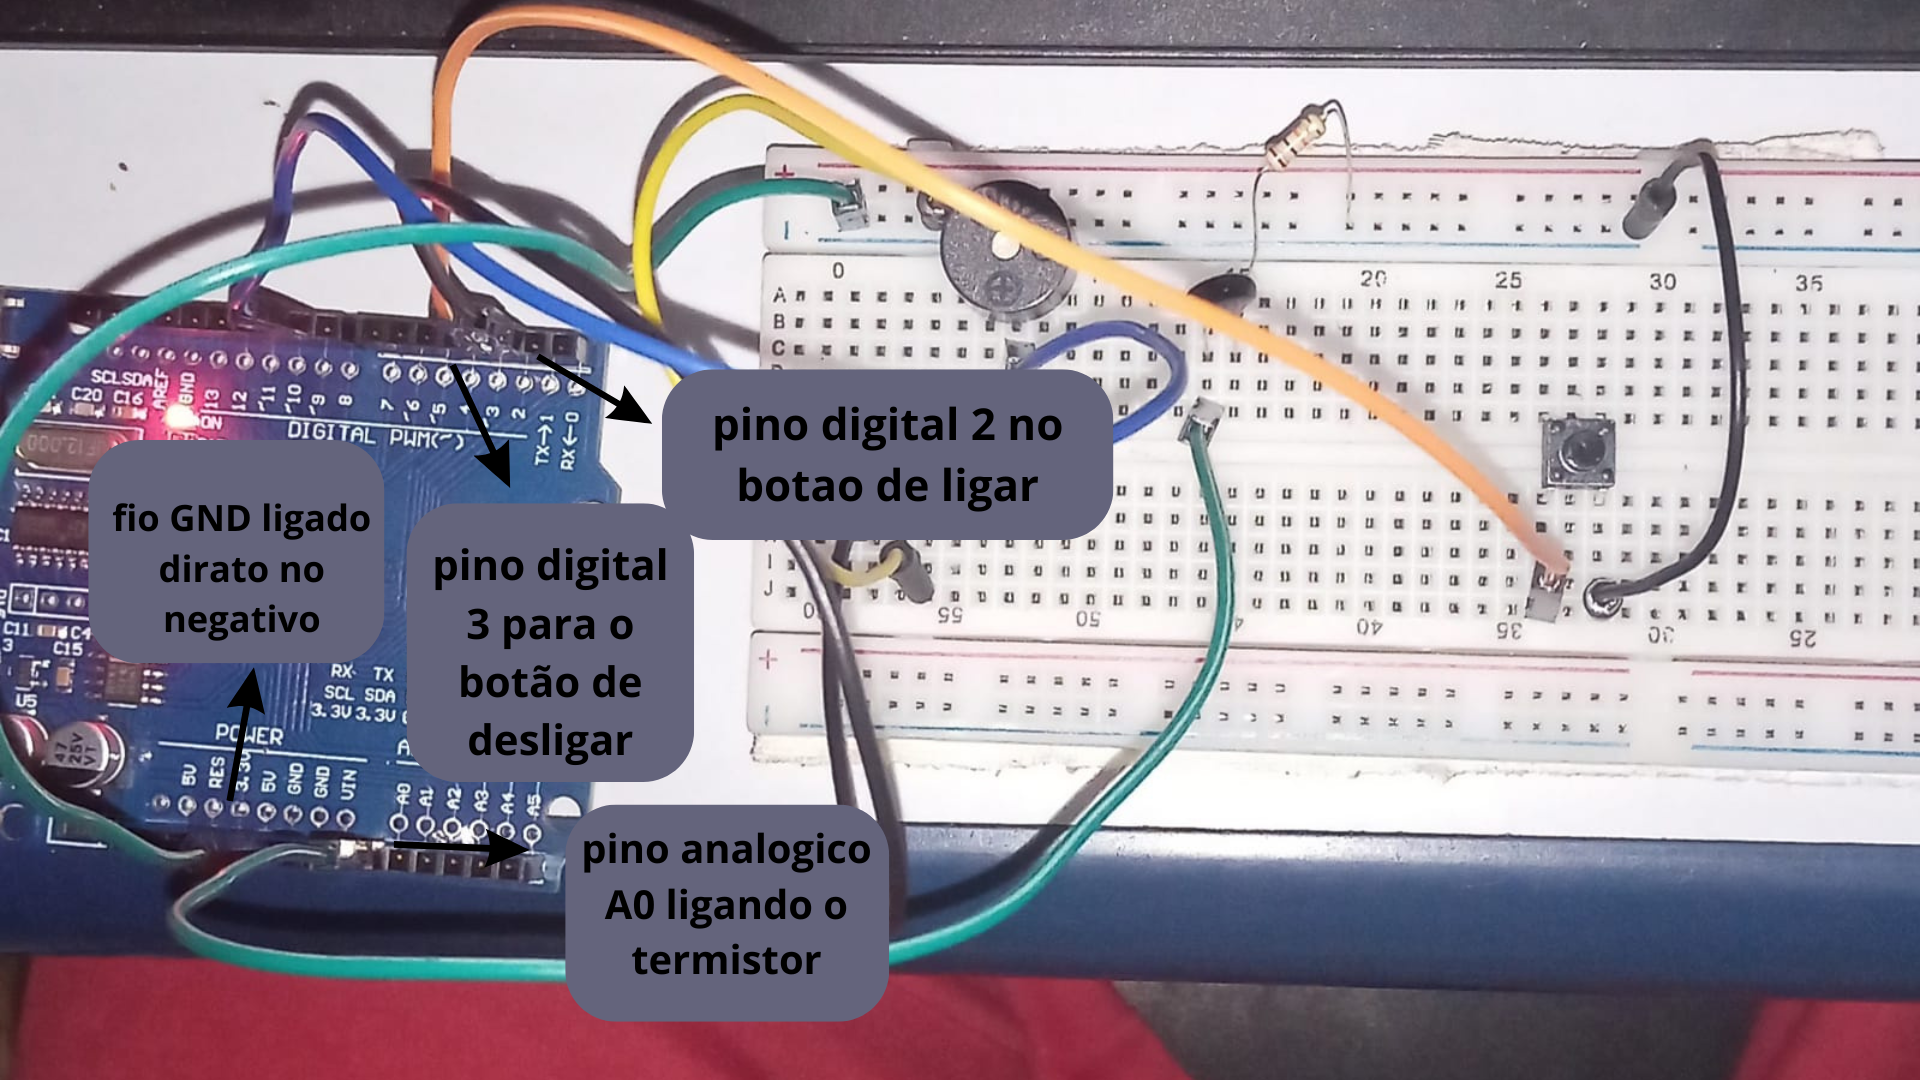 +
0
15
20
25
30
35
A
B
C
SCLSDA
AREF
GND
13
12
~11
~10
~9
8
7
~6
~5
4
~3
2
TX→1
RX←0
C20 C16
ON
DIGITAL PWM(~)
pino digital 2 no
botao de ligar
fio GND ligado
dirato no
negativo
pino digital
3 para o
botão de
desligar
I
J
55
50
40
35
30
25
+
C11
C4
C15
U5
RX TX
SCL SDA
3.3V 3.3V
47
25V
VT
POWER
5V
RES
3.3V
5V
GND
GND
VIN
A0
A1
A2
A3
A4
A5
pino analogico
A0 ligando o
termistor